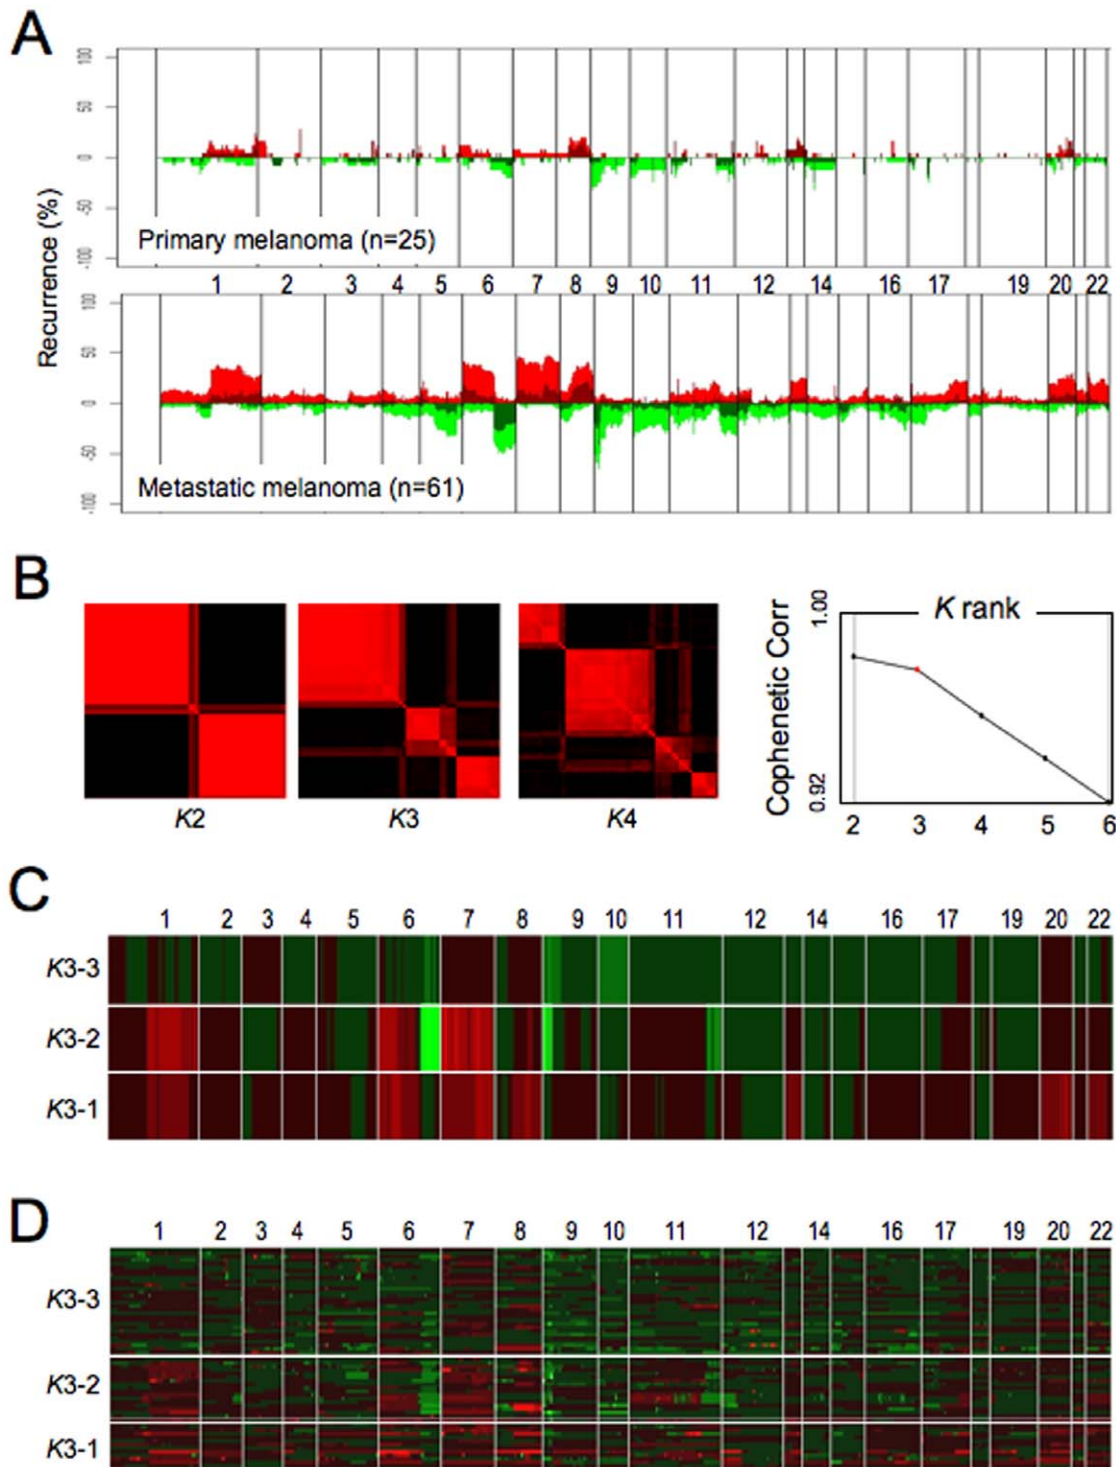 A
Recurrence (%)
100
50
0
-50
-100
Primary melanoma (n=25)
1 2 3 4 5 6 7 8 9 10 11 12 14 16 17 19 20 22
100
50
0
-50
-100
Metastatic melanoma (n=61)
B
K2
K3
K4
Cophenetic Corr
1.00
0.92
K rank
2 3 4 5 6
C
1 2 3 4 5 6 7 8 9 10 11 12 14 16 17 19 20 22
K3-3
K3-2
K3-1
D
1 2 3 4 5 6 7 8 9 10 11 12 14 16 17 19 20 22
K3-3
K3-2
K3-1